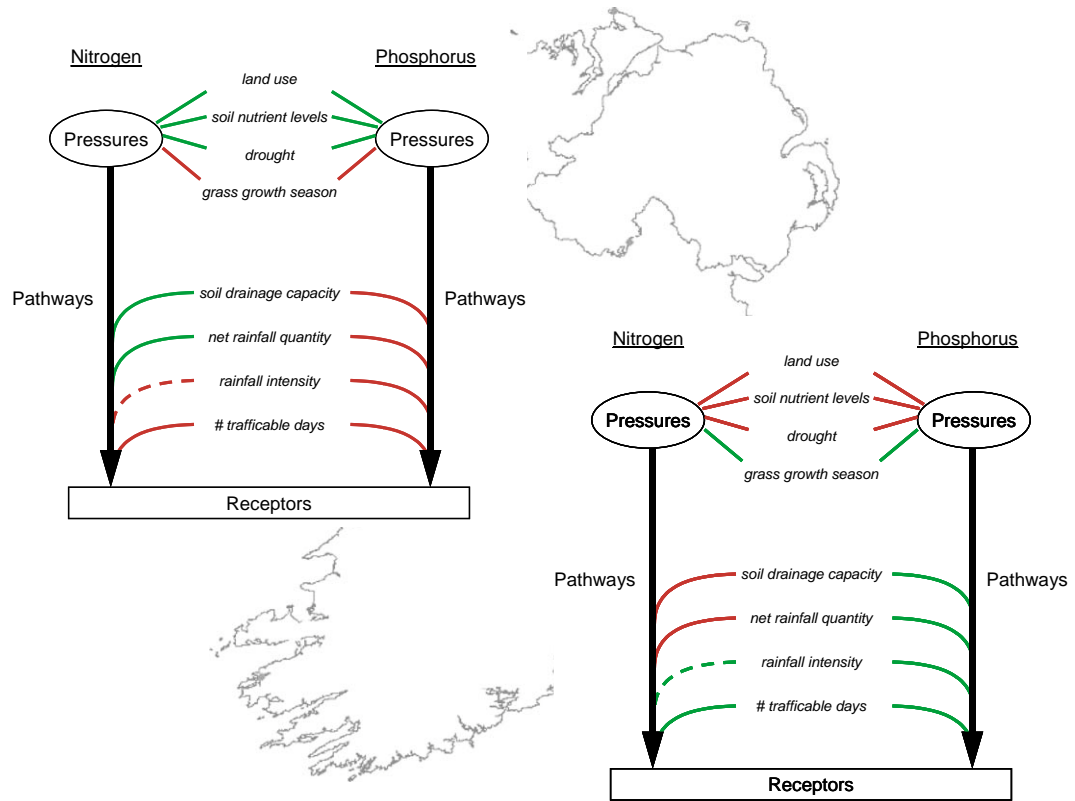 Nitrogen
Phosphorus
land use
soil nutrient levels
Pressures
Pressures
drought
grass growth season
Pathways
soil drainage capacity
Pathways
net rainfall quantity
rainfall intensity
# trafficable days
Receptors
Nitrogen
Phosphorus
land use
soil nutrient levels
Pressures
Pressures
drought
grass growth season
Pathways
soil drainage capacity
Pathways
net rainfall quantity
rainfall intensity
# trafficable days
Receptors